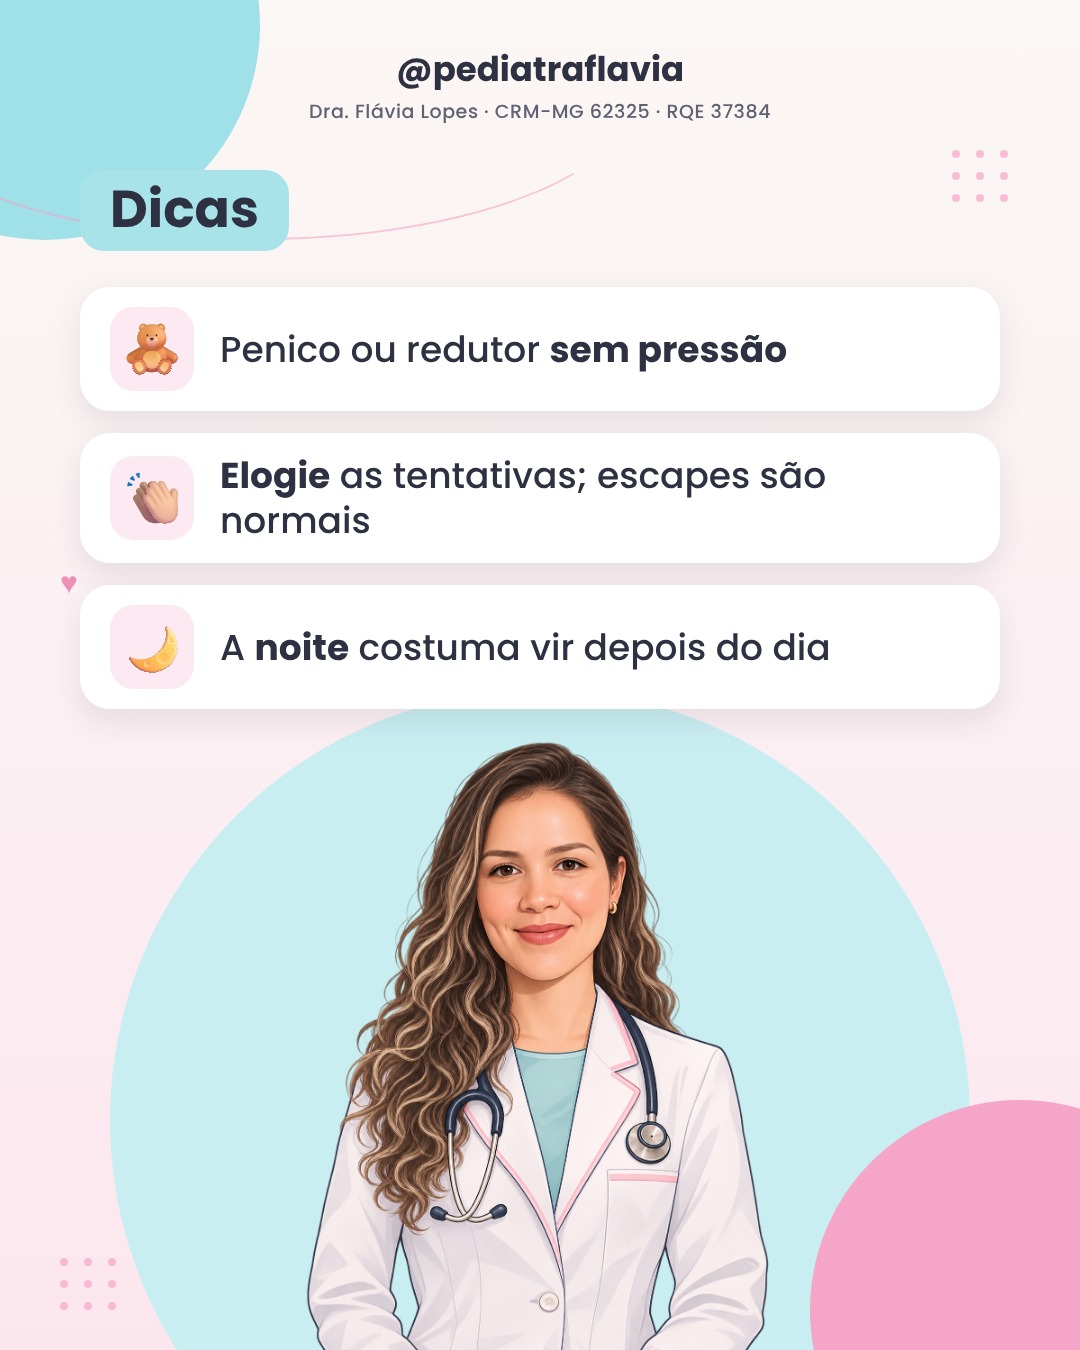 @pediatraflavia
Dra. Flávia Lopes · CRM-MG 62325 · RQE 37384
Dicas
Penico ou redutor sem pressão
Elogie as tentativas; escapes são
normais
A noite costuma vir depois do dia